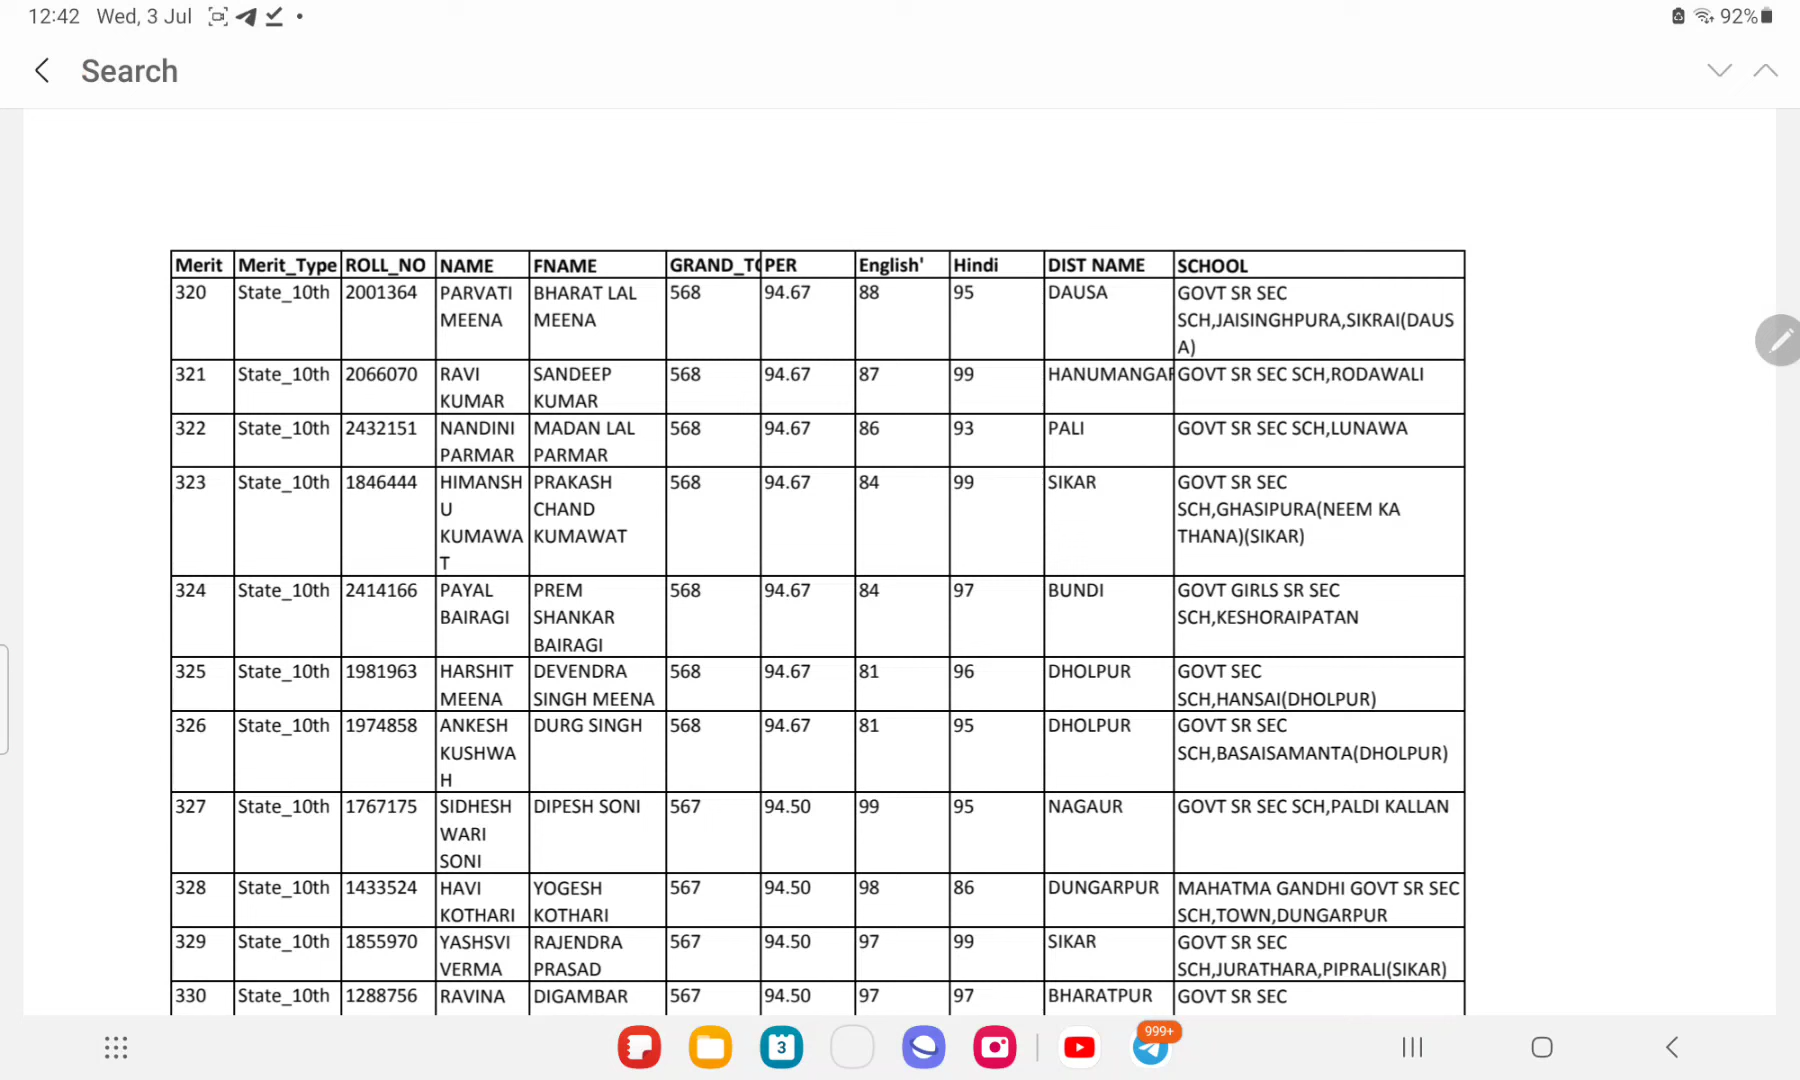 12:42 Wed, 3 Jul
92%
Search
Merit Merit_Type ROLL_NO NAME FNAME GRAND_TO PER English' Hindi DIST NAME SCHOOL
320 State_10th 2001364 PARVATI BHARAT LAL 568 94.67 88 95 DAUSA GOVT SR SEC
MEENA MEENA SCH,JAISINGHPURA,SIKRAI(DAUS
A)
321 State_10th 2066070 RAVI SANDEEP 568 94.67 87 99 HANUMANGAR GOVT SR SEC SCH,RODAWALI
KUMAR KUMAR
322 State_10th 2432151 NANDINI MADAN LAL 568 94.67 86 93 PALI GOVT SR SEC SCH,LUNAWA
PARMAR PARMAR
323 State_10th 1846444 HIMANSH PRAKASH 568 94.67 84 99 SIKAR GOVT SR SEC
U CHAND SCH,GHASIPURA(NEEM KA
KUMAWA KUMAWAT THANA)(SIKAR)
T
324 State_10th 2414166 PAYAL PREM 568 94.67 84 97 BUNDI GOVT GIRLS SR SEC
BAIRAGI SHANKAR SCH,KESHORAIPATAN
BAIRAGI
325 State_10th 1981963 HARSHIT DEVENDRA 568 94.67 81 96 DHOLPUR GOVT SEC
MEENA SINGH MEENA SCH,HANSAI(DHOLPUR)
326 State_10th 1974858 ANKESH DURG SINGH 568 94.67 81 95 DHOLPUR GOVT SR SEC
KUSHWA SCH,BASAISAMANTA(DHOLPUR)
H
327 State_10th 1767175 SIDHESH DIPESH SONI 567 94.50 99 95 NAGAUR GOVT SR SEC SCH,PALDI KALLAN
WARI
SONI
328 State_10th 1433524 HAVI YOGESH 567 94.50 98 86 DUNGARPUR MAHATMA GANDHI GOVT SR SEC
KOTHARI KOTHARI SCH,TOWN,DUNGARPUR
329 State_10th 1855970 YASHSVI RAJENDRA 567 94.50 97 99 SIKAR GOVT SR SEC
VERMA PRASAD SCH,JURATHARA,PIPRALI(SIKAR)
330 State_10th 1288756 RAVINA DIGAMBAR 567 94.50 97 97 BHARATPUR GOVT SR SEC
3
999+